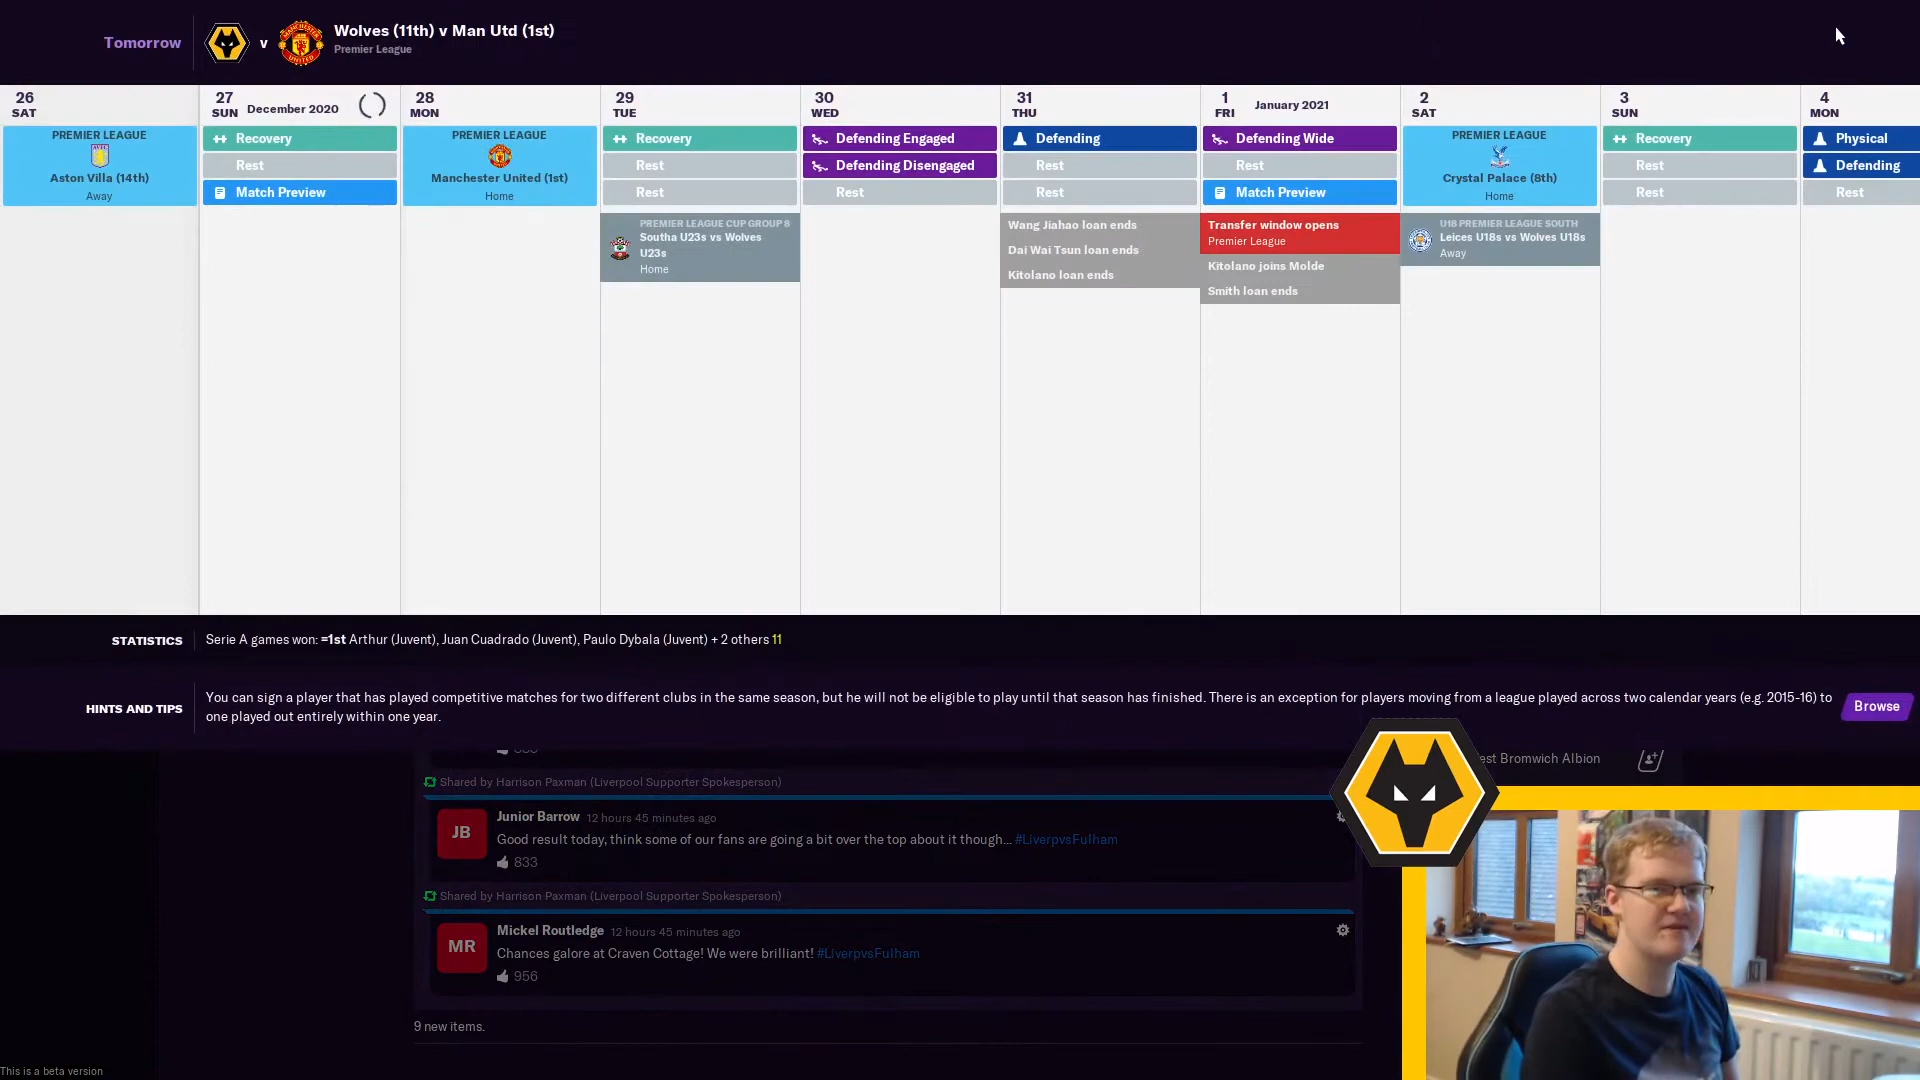 Tomorrow
v
Wolves (11th) v Man Utd (1st)
Premier League
26
SAT
PREMIER LEAGUE
Aston Villa (14th)
Away
27
SUN December 2020
Recovery
Rest
Match Preview
28
MON
PREMIER LEAGUE
Manchester United (1st)
Home
29
TUE
Recovery
Rest
Rest
PREMIER LEAGUE CUP GROUP 8
Southa U23s vs Wolves
U23s
Home
30
WED
Defending Engaged
Defending Disengaged
Rest
31
THU
Defending
Rest
Rest
Wang Jiahao loan ends
Dai Wai Tsun loan ends
Kitolano loan ends
1
FRI January 2021
Defending Wide
Rest
Match Preview
Transfer window opens
Premier League
Kitolano joins Molde
Smith loan ends
2
SAT
PREMIER LEAGUE
Crystal Palace (8th)
Home
U18 PREMIER LEAGUE SOUTH
Leices U18s vs Wolves U18s
Away
3
SUN
Recovery
Rest
Rest
4
MON
Physical
Defending
Rest
STATISTICS
Serie A games won: =1st Arthur (Juvent), Juan Cuadrado (Juvent), Paulo Dybala (Juvent) + 2 others 11
HINTS AND TIPS
You can sign a player that has played competitive matches for two different clubs in the same season, but he will not be eligible to play until that season has finished. There is an exception for players moving from a league played across two calendar years (e.g. 2015-16) to
one played out entirely within one year.
Browse
est Bromwich Albion
Shared by Harrison Paxman (Liverpool Supporter Spokesperson)
JB
Junior Barrow 12 hours 45 minutes ago
Good result today, think some of our fans are going a bit over the top about it though... #LiverpvsFulham
833
Shared by Harrison Paxman (Liverpool Supporter Spokesperson)
MR
Mickel Routledge 12 hours 45 minutes ago
Chances galore at Craven Cottage! We were brilliant! #LiverpvsFulham
956
9 new items.
This is a beta version